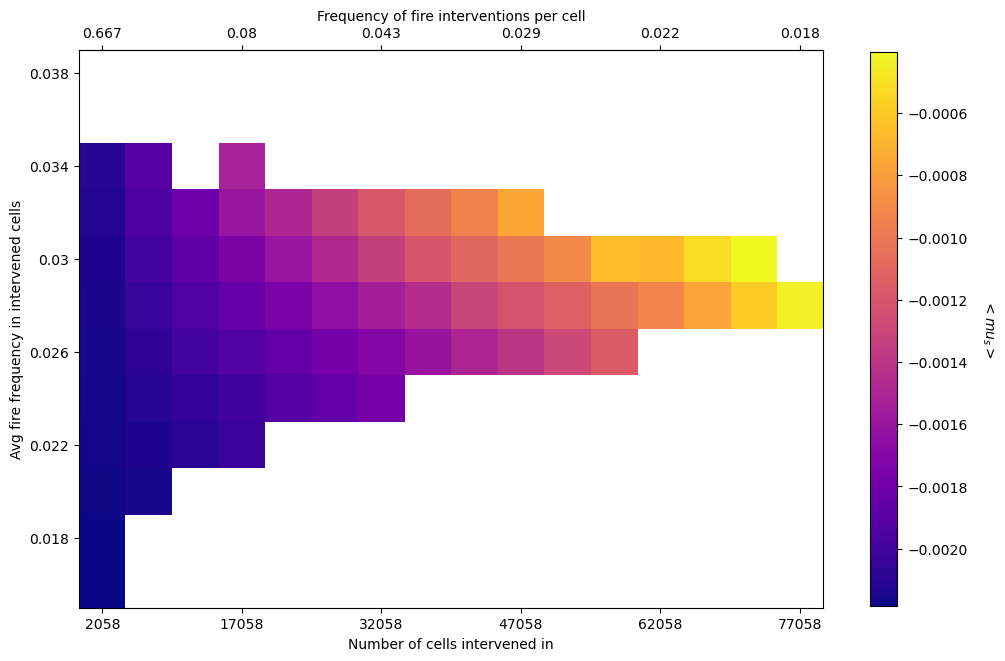 Frequency of fire interventions per cell
0.667 0.08 0.043 0.029 0.022 0.018
0.038
0.034
0.03
0.026
0.022
0.018
Avg fire frequency in intervened cells
2058 17058 32058 47058 62058 77058
Number of cells intervened in
−0.0006
−0.0008
−0.0010
−0.0012
−0.0014
−0.0016
−0.0018
−0.0020
< mu_s >